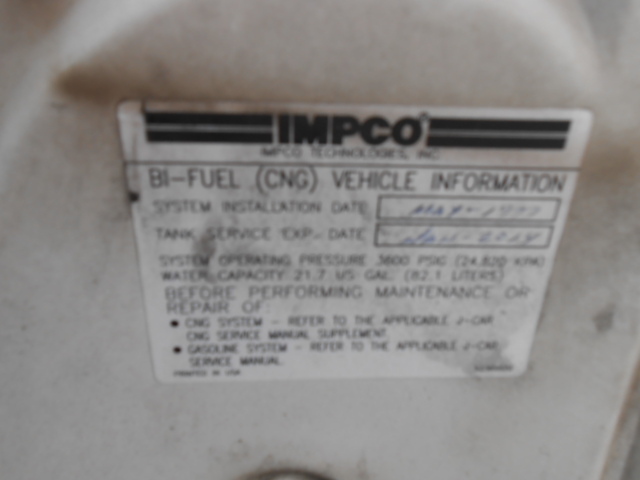 IMPCO®
IMPCO TECHNOLOGIES, INC.
BI-FUEL (CNG) VEHICLE INFORMATION
SYSTEM INSTALLATION DATE
TANK SERVICE EXP. DATE
SYSTEM OPERATING PRESSURE 3600 PSIG (24,820 KPA)
WATER CAPACITY 21.7 US GAL. (82.1 LITERS)
BEFORE PERFORMING MAINTENANCE OR
REPAIR OF:
• CNG SYSTEM - REFER TO THE APPLICABLE J-CAR
CNG SERVICE MANUAL SUPPLEMENT.
• GASOLINE SYSTEM - REFER TO THE APPLICABLE J-CAR
SERVICE MANUAL.
PRINTED IN USA